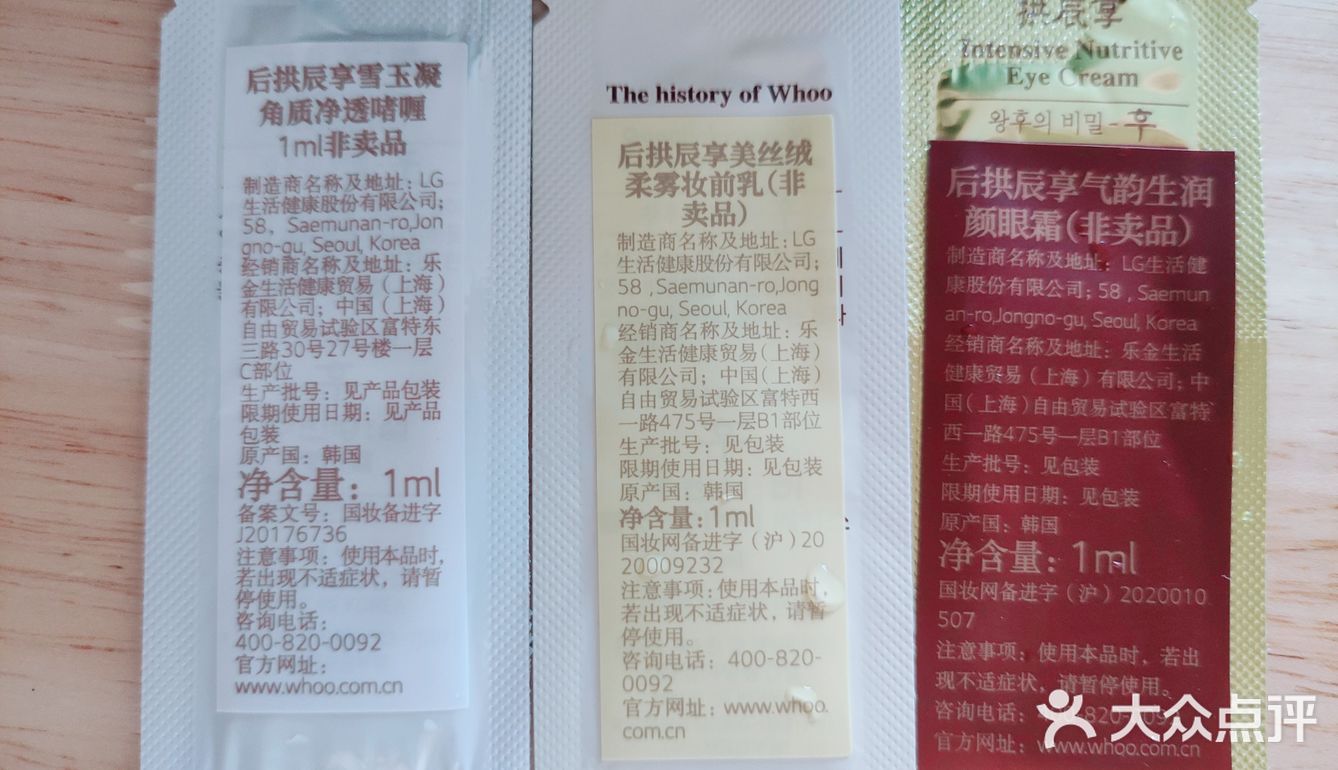 后拱辰享雪玉凝
角质净透啫喱
1ml非卖品
制造商名称及地址：LG
生活健康股份有限公司；
58，Saemunan-ro,Jon
gno-gu, Seoul, Korea
经销商名称及地址：乐
金生活健康贸易（上海）
有限公司；中国（上海）
自由贸易试验区富特东
三路30号27号楼一层
C部位
生产批号：见产品包装
限期使用日期：见产品
包装
原产国：韩国
净含量：1ml
备案文号：国妆备进字
J20176736
注意事项：使用本品时，
若出现不适症状，请暂
停使用。
咨询电话：
400-820-0092
官方网址：
www.whoo.com.cn
The history of Whoo
后拱辰享美丝绒
柔雾妆前乳（非
卖品）
制造商名称及地址：LG
生活健康股份有限公司；
58 ,Saemunan-ro,Jong
no-gu, Seoul, Korea
经销商名称及地址：乐
金生活健康贸易（上海）
有限公司；中国（上海）
自由贸易试验区富特西
一路475号一层B1部位
生产批号：见包装
限期使用日期：见包装
原产国：韩国
净含量：1ml
国妆网备进字（沪）20
20009232
注意事项：使用本品时，
若出现不适症状，请暂
停使用。
咨询电话：400-820-
0092
官方网址：www.whoo.
com.cn
拱辰享
Intensive Nutritive
Eye Cream
왕후의 비밀-후
后拱辰享气韵生润
颜眼霜（非卖品）
制造商名称及地址：LG生活健
康股份有限公司；58 , Saemun
an-ro,Jongno-gu, Seoul, Korea
经销商名称及地址：乐金生活
健康贸易（上海）有限公司；中
国（上海）自由贸易试验区富特
西一路475号一层B1部位
生产批号：见包装
限期使用日期：见包装
原产国：韩国
净含量：1ml
国妆网备进字（沪）2020010
507
注意事项：使用本品时，若出
现不适症状，请暂停使用。
咨询电话：400-820-0092
官方网址：www.whoo.com.cn
大众点评